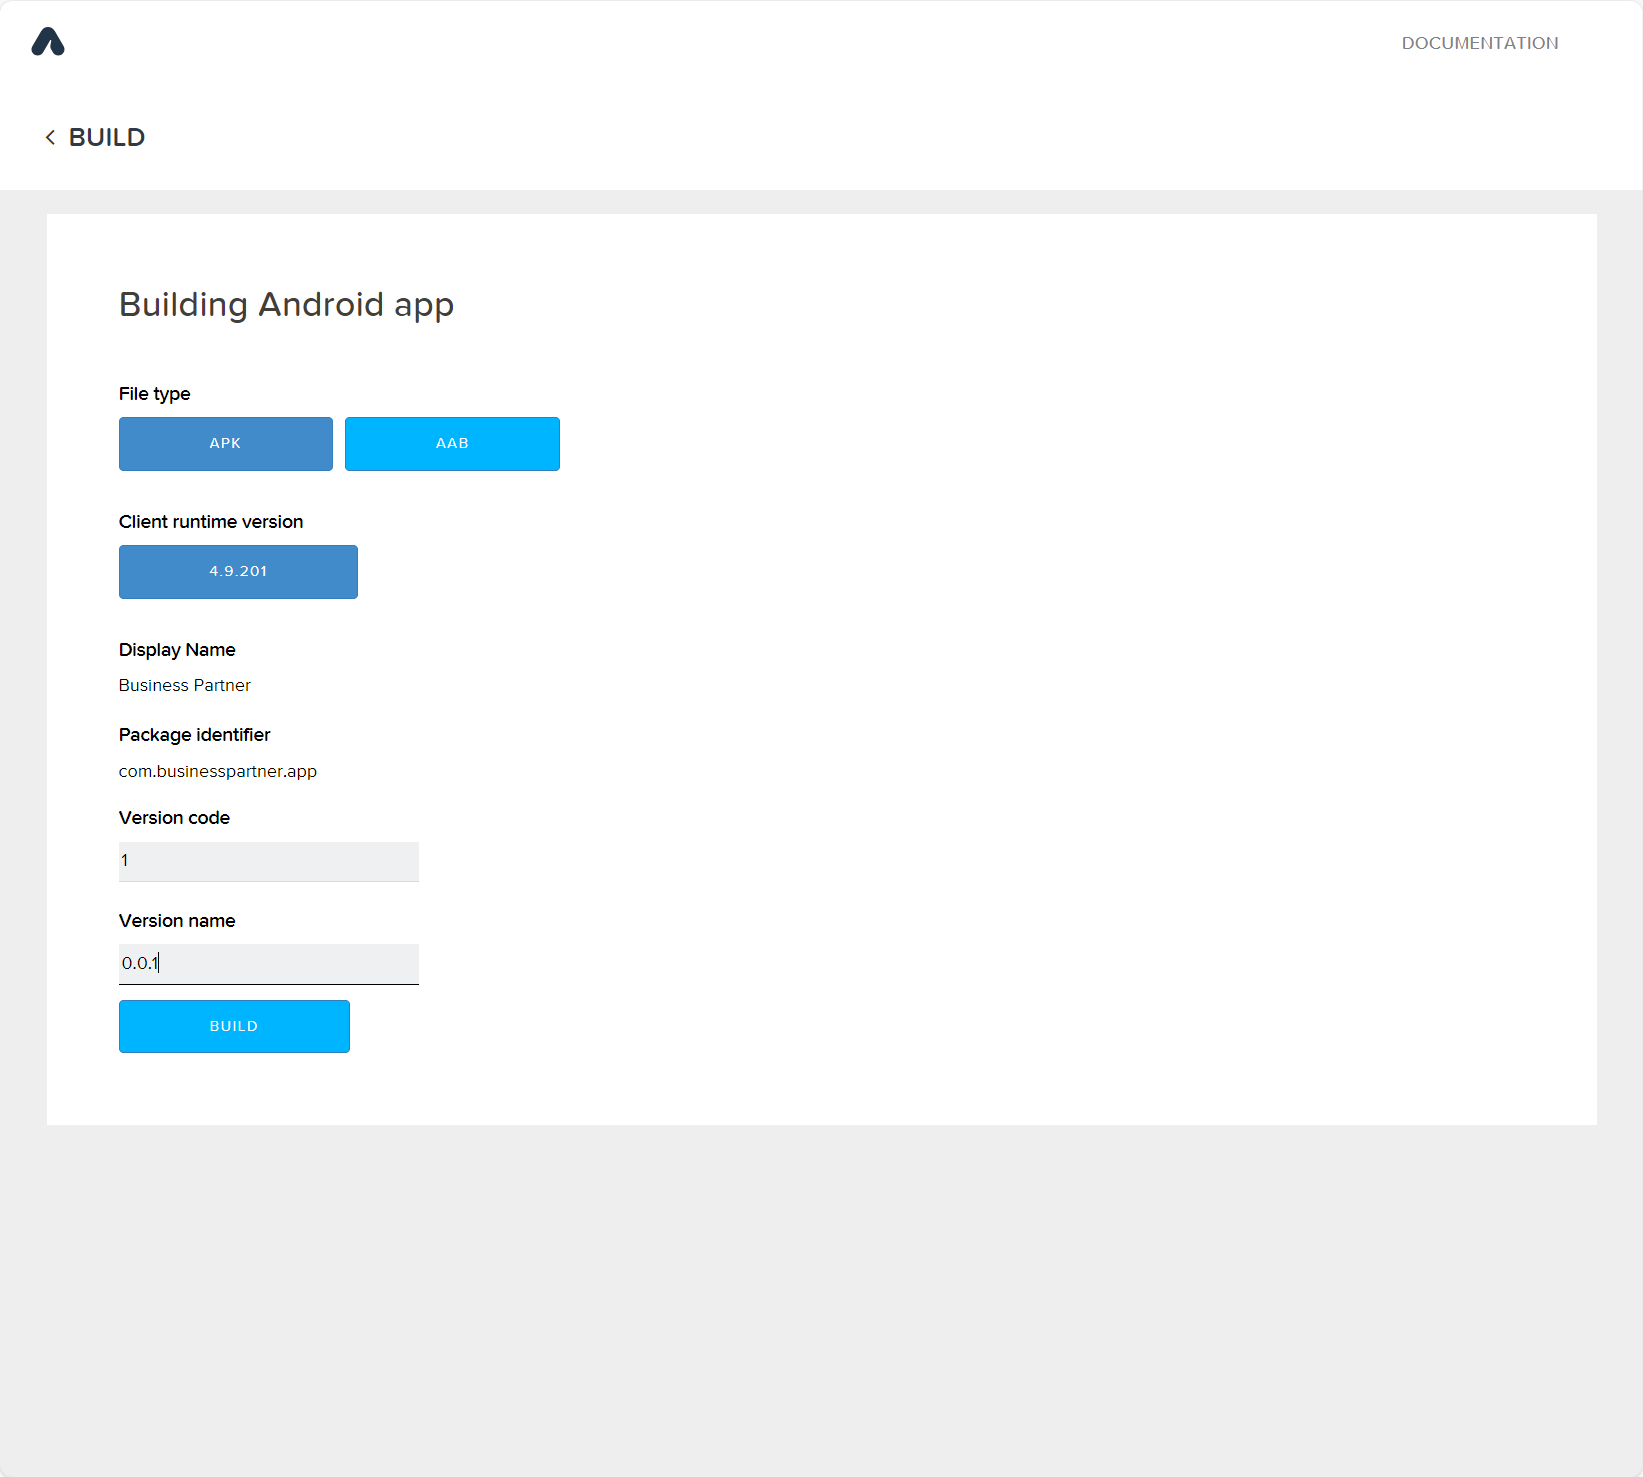 DOCUMENTATION
BUILD
Building Android app
File type
APK AAB
Client runtime version
4.9.201
Display Name
Business Partner
Package identifier
com.businesspartner.app
Version code
1
Version name
0.0.1
BUILD